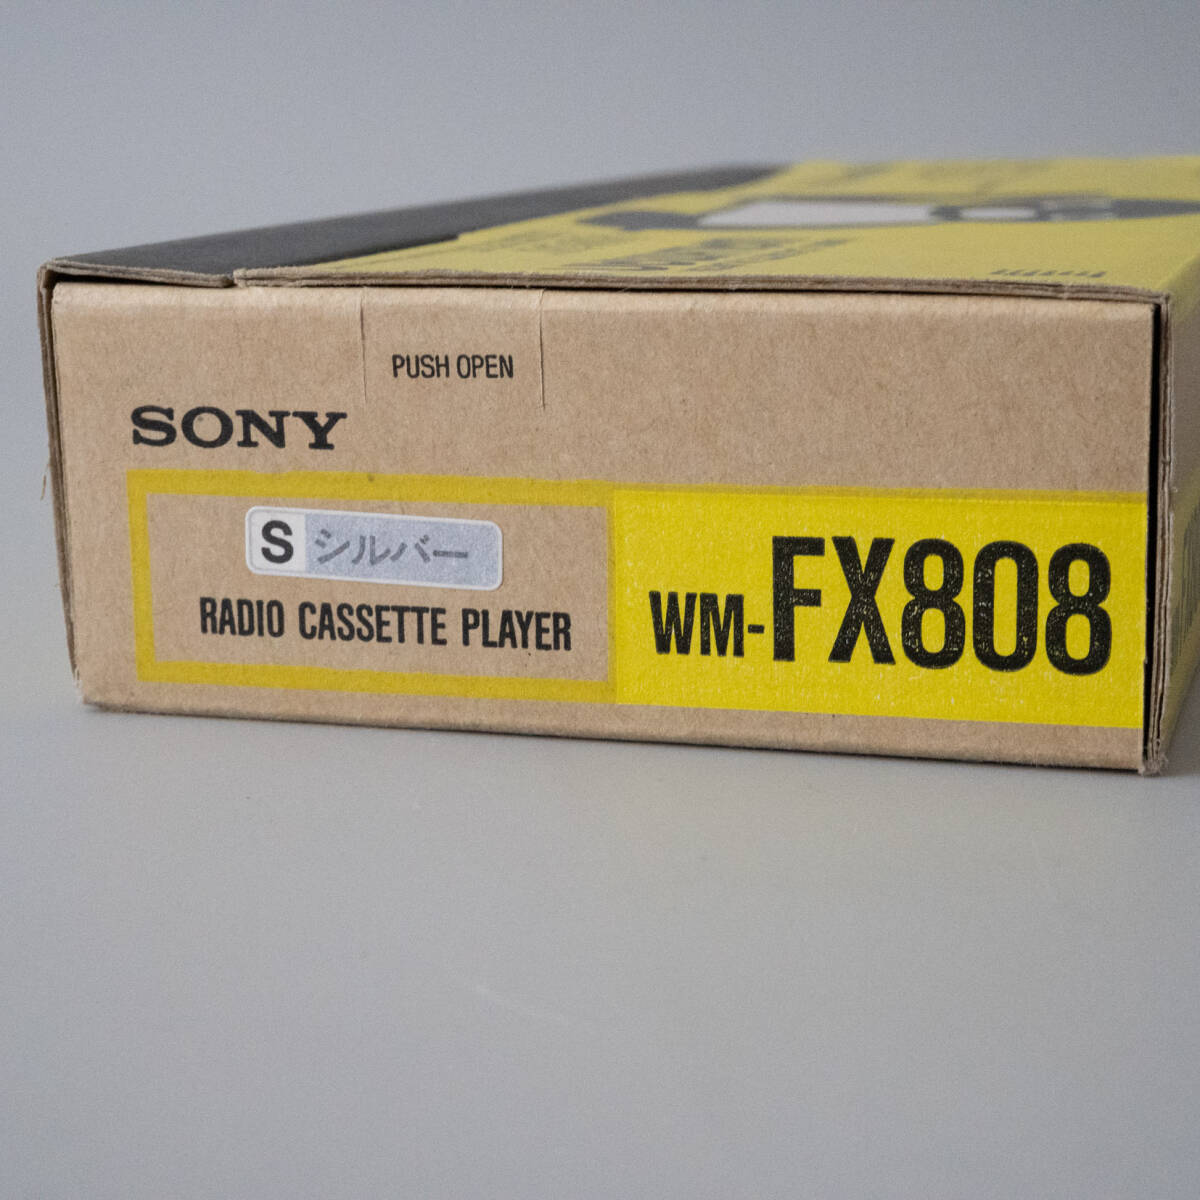 PUSH OPEN
SONY
S シルバー
RADIO CASSETTE PLAYER
WM-FX808